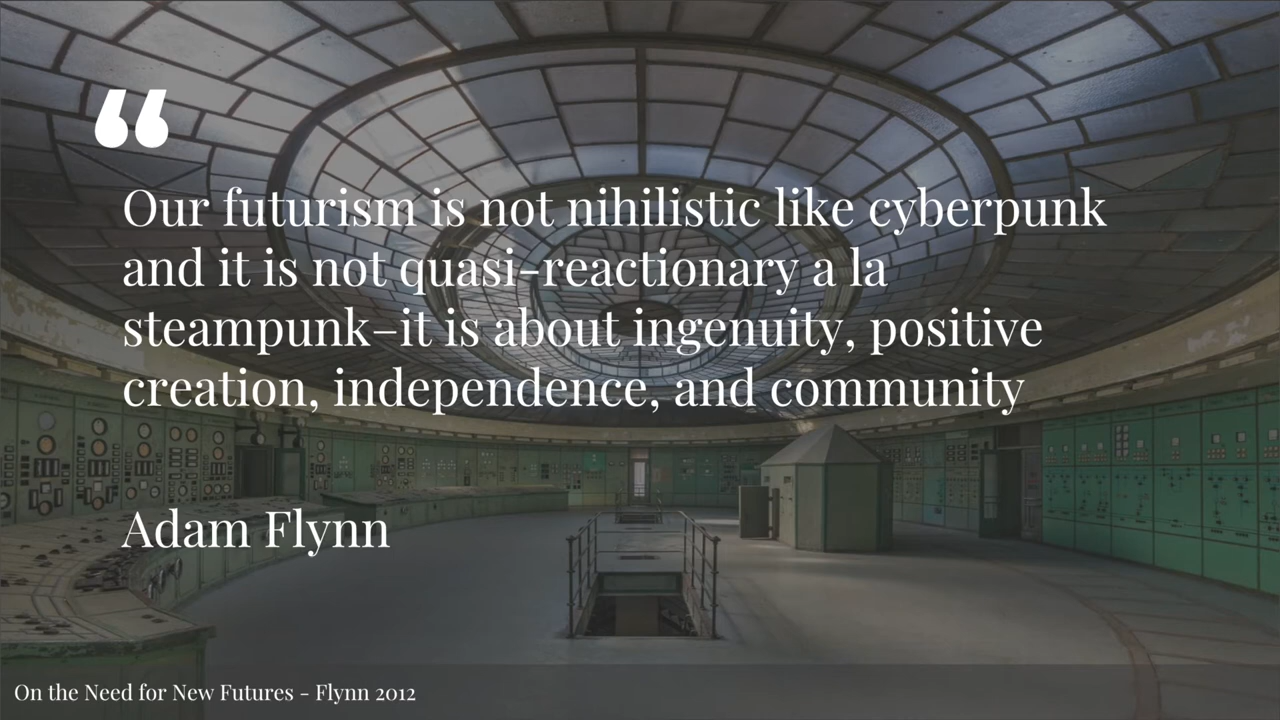 “
Our futurism is not nihilistic like cyberpunk
and it is not quasi-reactionary a la
steampunk–it is about ingenuity, positive
creation, independence, and community
Adam Flynn
On the Need for New Futures - Flynn 2012